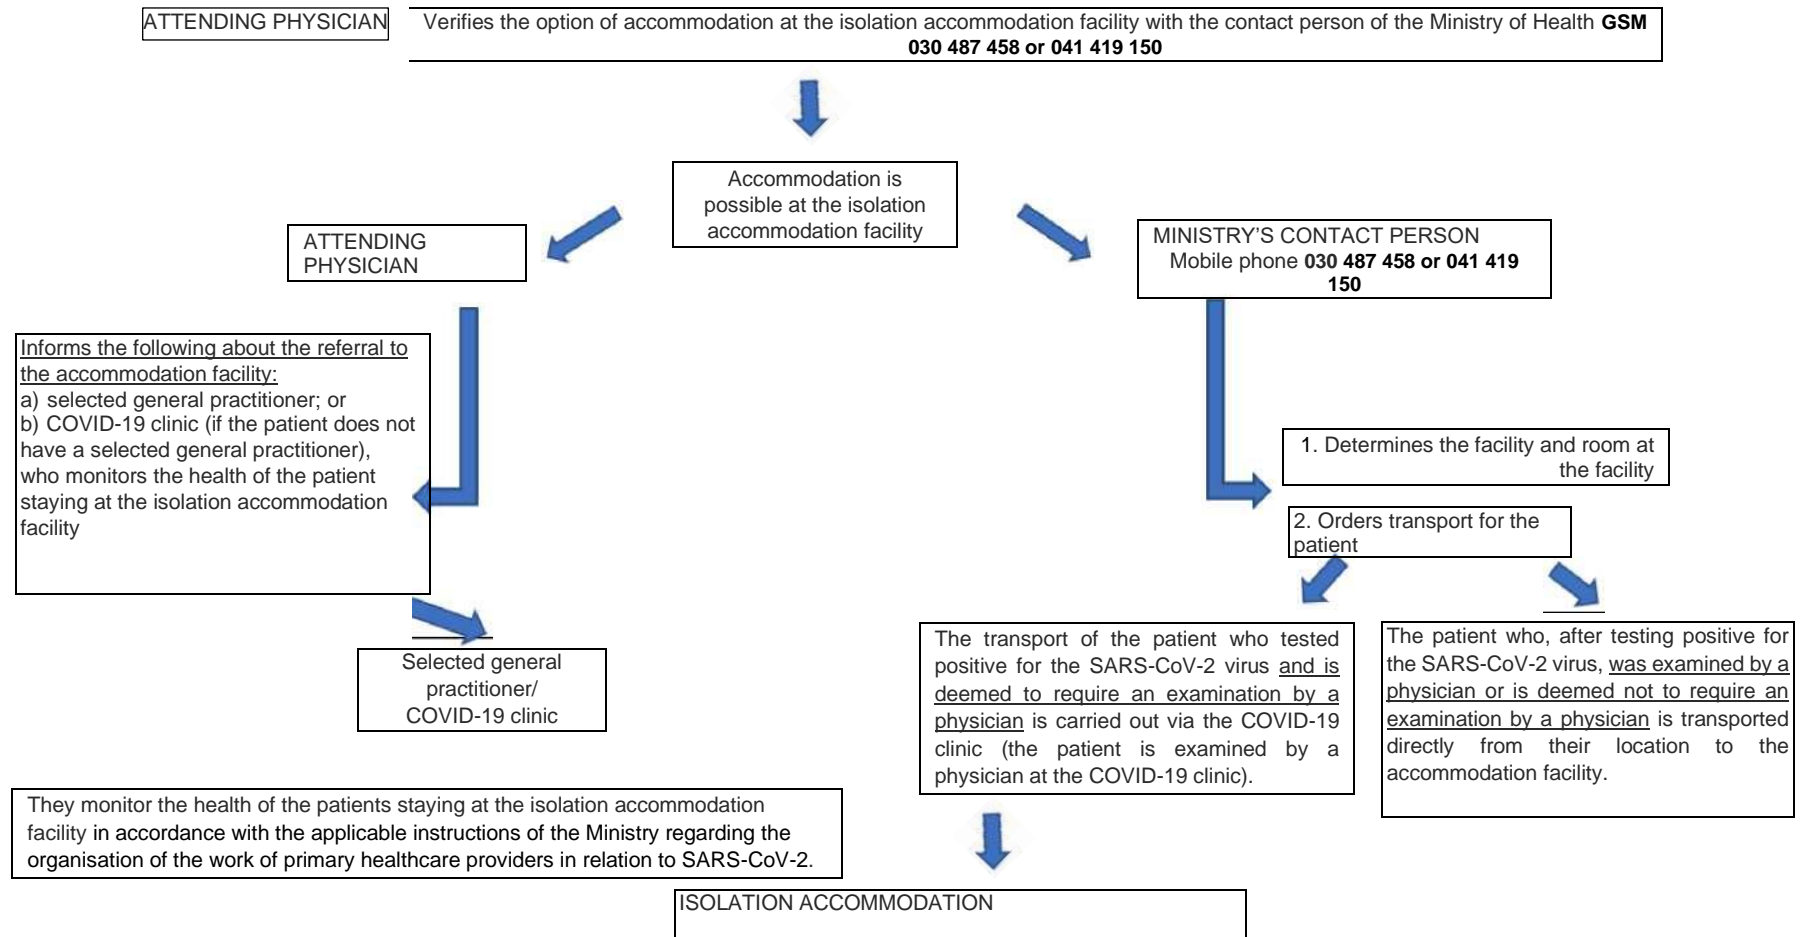 ATTENDING PHYSICIAN
Verifies the option of accommodation at the isolation accommodation facility with the contact person of the Ministry of Health GSM
030 487 458 or 041 419 150
Accommodation is
possible at the isolation
accommodation facility
ATTENDING
PHYSICIAN
MINISTRY’S CONTACT PERSON
Mobile phone 030 487 458 or 041 419
150
Informs the following about the referral to
the accommodation facility:
a) selected general practitioner; or
b) COVID-19 clinic (if the patient does not
have a selected general practitioner),
who monitors the health of the patient
staying at the isolation accommodation
facility
1. Determines the facility and room at
the facility
2. Orders transport for the
patient
Selected general
practitioner/
COVID-19 clinic
The transport of the patient who tested
positive for the SARS-CoV-2 virus and is
deemed to require an examination by a
physician is carried out via the COVID-19
clinic (the patient is examined by a
physician at the COVID-19 clinic).
The patient who, after testing positive for
the SARS-CoV-2 virus, was examined by a
physician or is deemed not to require an
examination by a physician is transported
directly from their location to the
accommodation facility.
They monitor the health of the patients staying at the isolation accommodation
facility in accordance with the applicable instructions of the Ministry regarding the
organisation of the work of primary healthcare providers in relation to SARS-CoV-2.
ISOLATION ACCOMMODATION